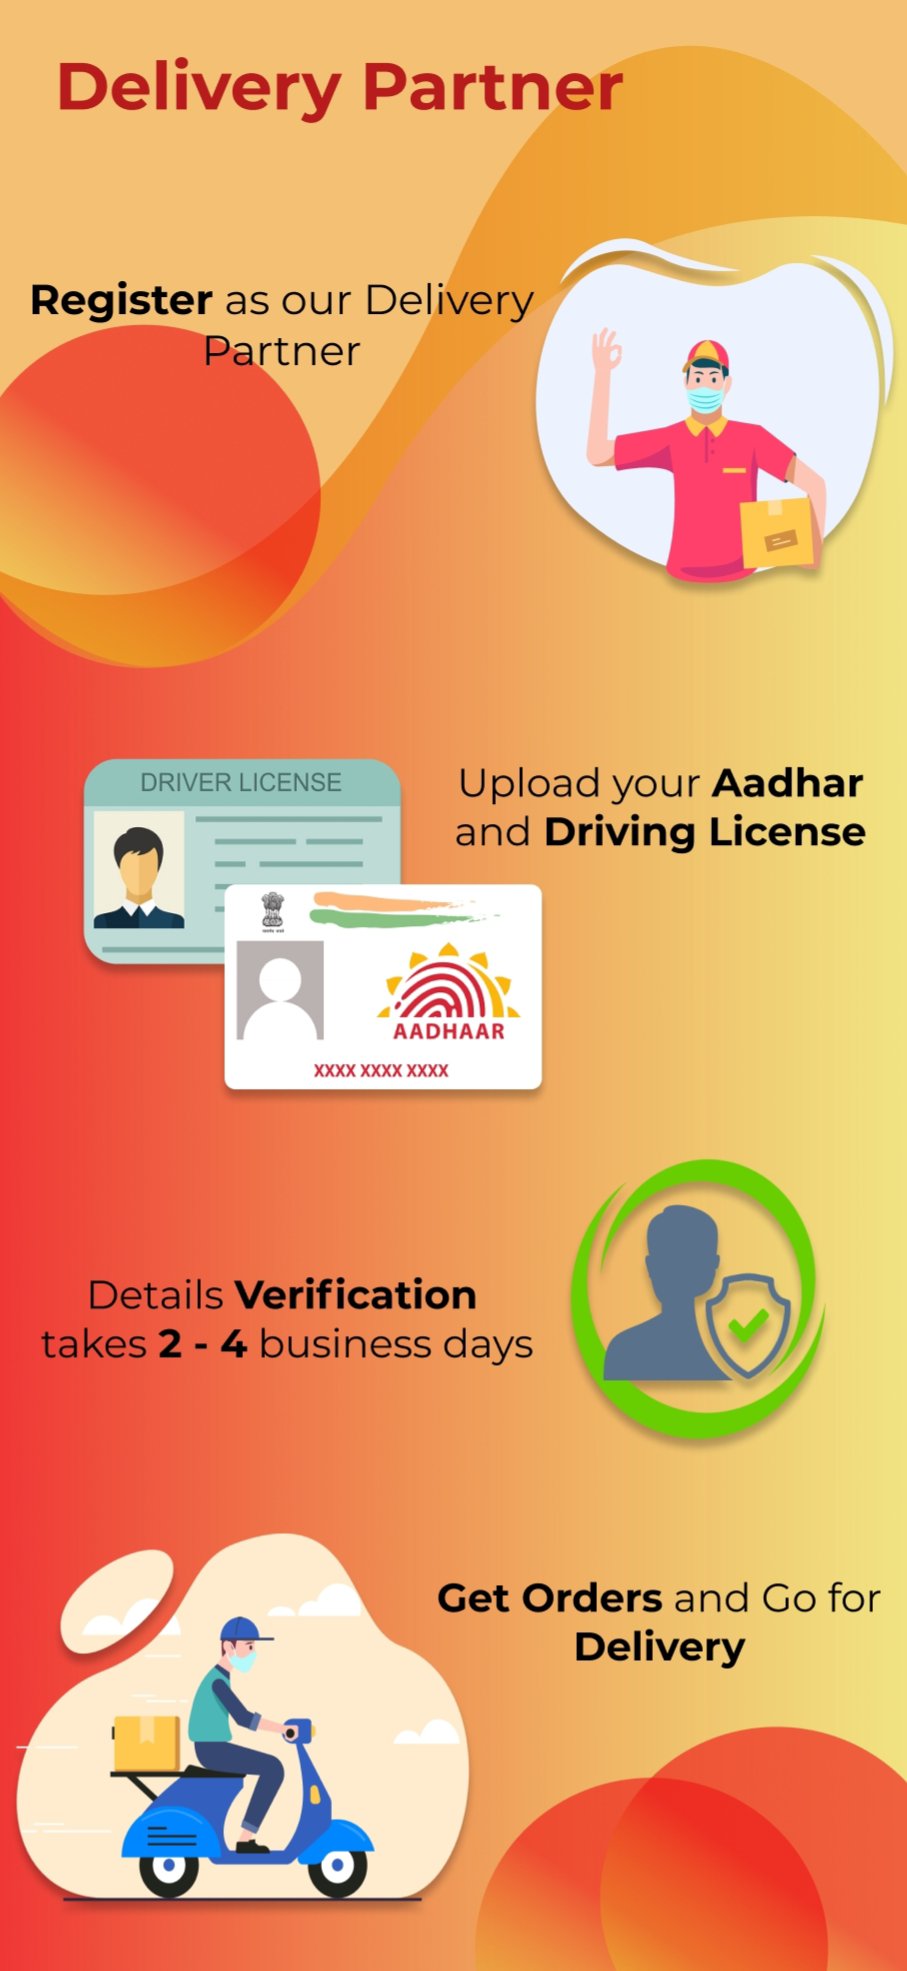 Delivery Partner
Register as our Delivery
Partner
DRIVER LICENSE
Upload your Aadhar
and Driving License
AADHAAR
XXXX XXXX XXXX
Details Verification
takes 2 - 4 business days
Get Orders and Go for
Delivery